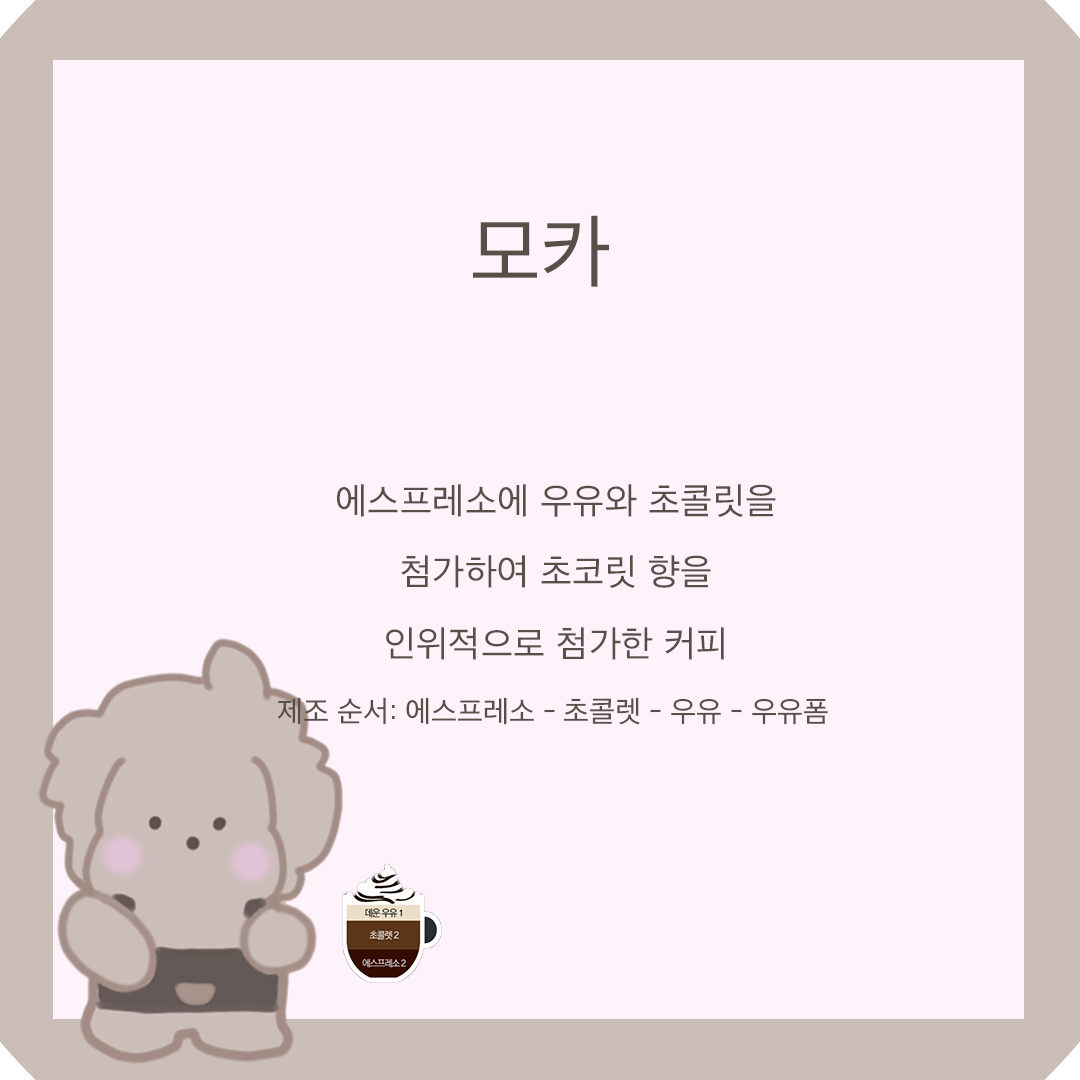 모카
에스프레소에 우유와 초콜릿을
첨가하여 초코릿 향을
인위적으로 첨가한 커피
제조 순서: 에스프레소 - 초콜렛 - 우유 - 우유폼
데운 우유 1
초콜렛 2
에스프레소 2